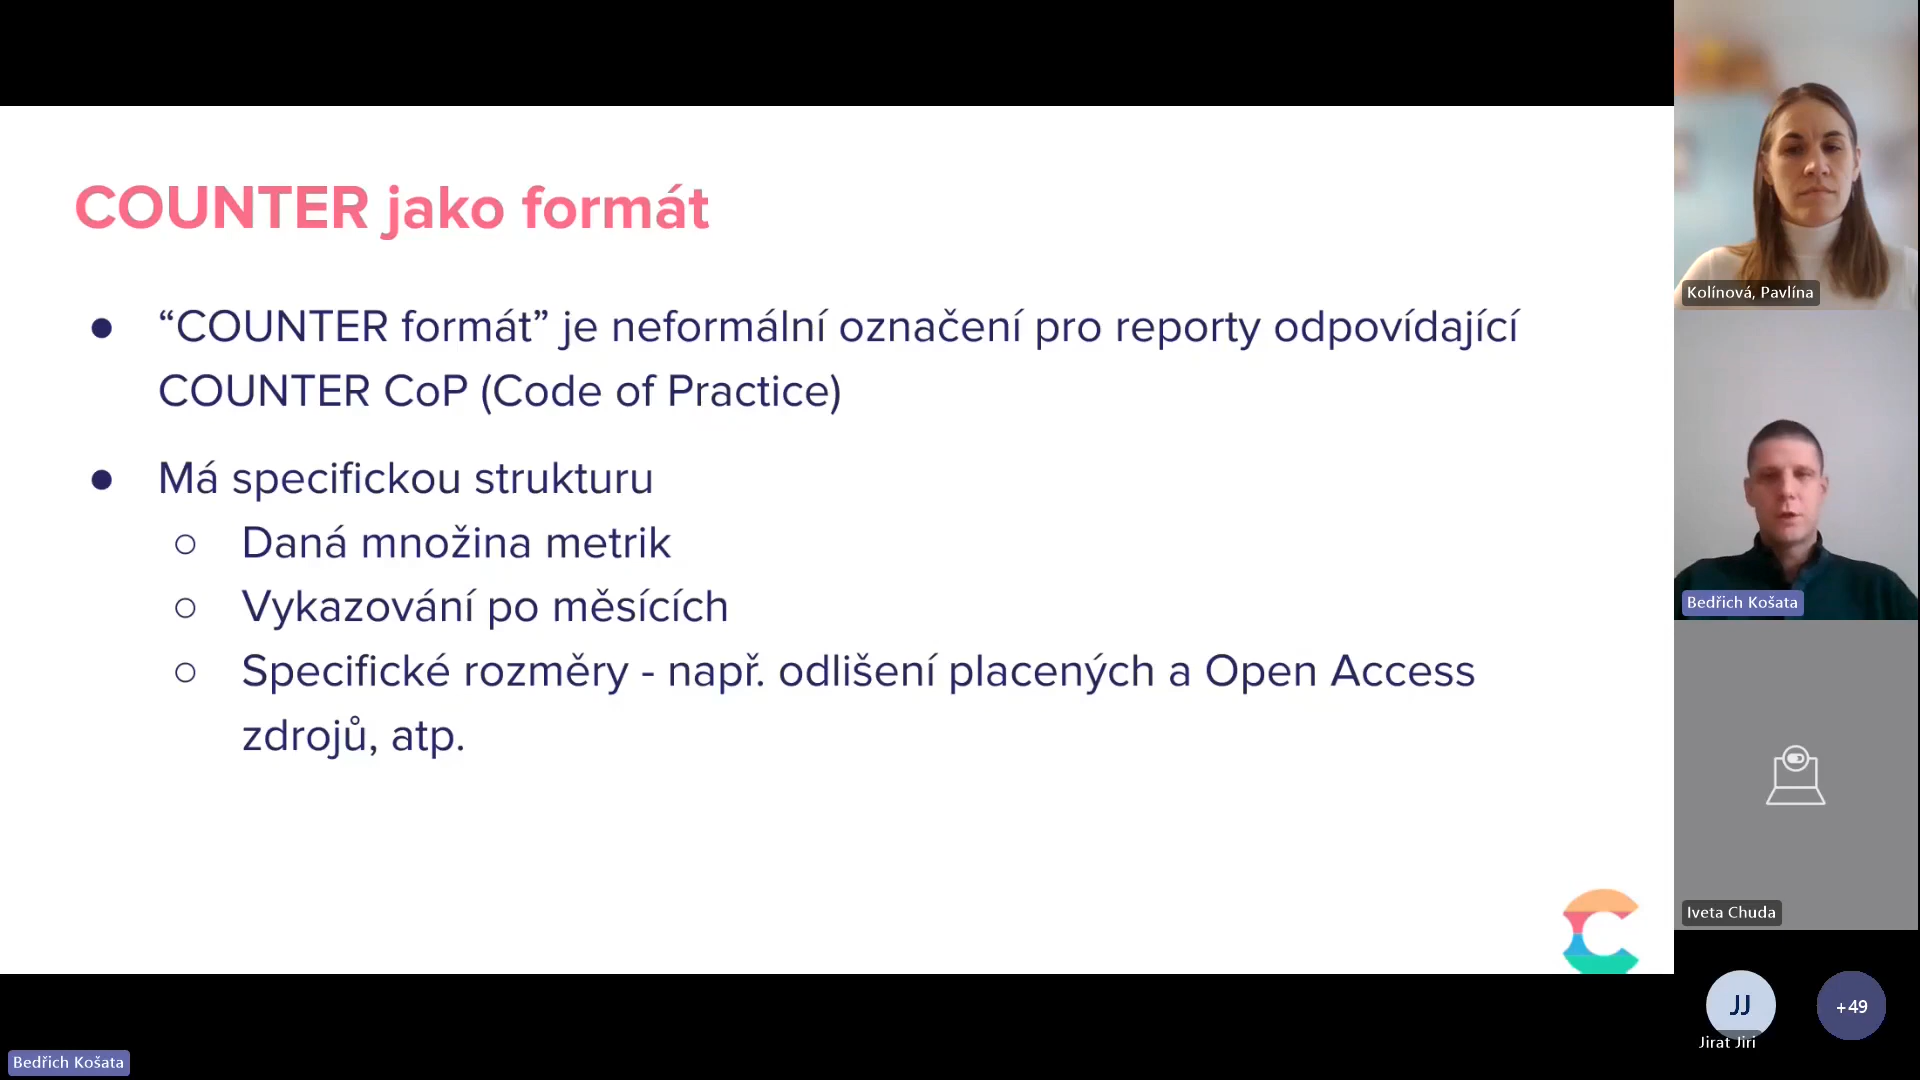 COUNTER jako formát
● “COUNTER formát” je neformální označení pro reporty odpovídající
COUNTER CoP (Code of Practice)
● Má specifickou strukturu
○ Daná množina metrik
○ Vykazování po měsících
○ Specifické rozměry - např. odlišení placených a Open Access
zdrojů, atp.
Kolínová, Pavlína
Bedřich Košata
Iveta Chuda
JJ
Jirat Jiri
+49
Bedřich Košata